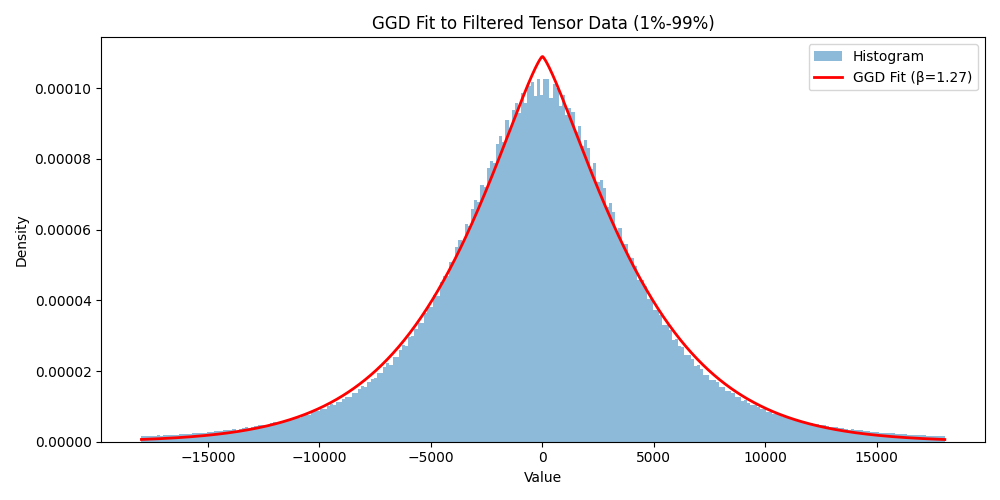 GGD Fit to Filtered Tensor Data (1%-99%)
Histogram
GGD Fit (β=1.27)
Density
0.00010
0.00008
0.00006
0.00004
0.00002
0.00000
−15000 −10000 −5000 0 5000 10000 15000
Value